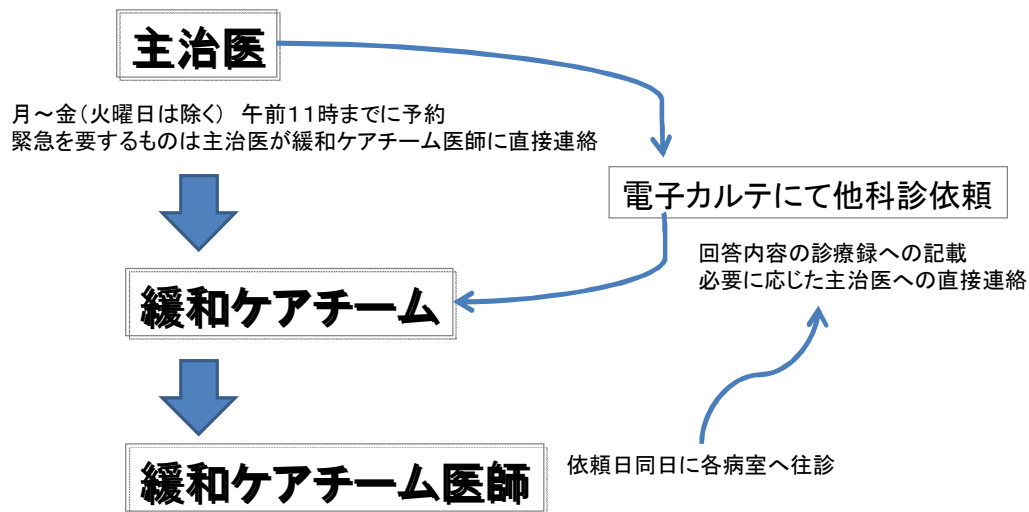 主治医
月～金（火曜日は除く）　午前１１時までに予約
緊急を要するものは主治医が緩和ケアチーム医師に直接連絡
電子カルテにて他科診依頼
回答内容の診療録への記載
必要に応じた主治医への直接連絡
緩和ケアチーム
依頼日同日に各病室へ往診
緩和ケアチーム医師